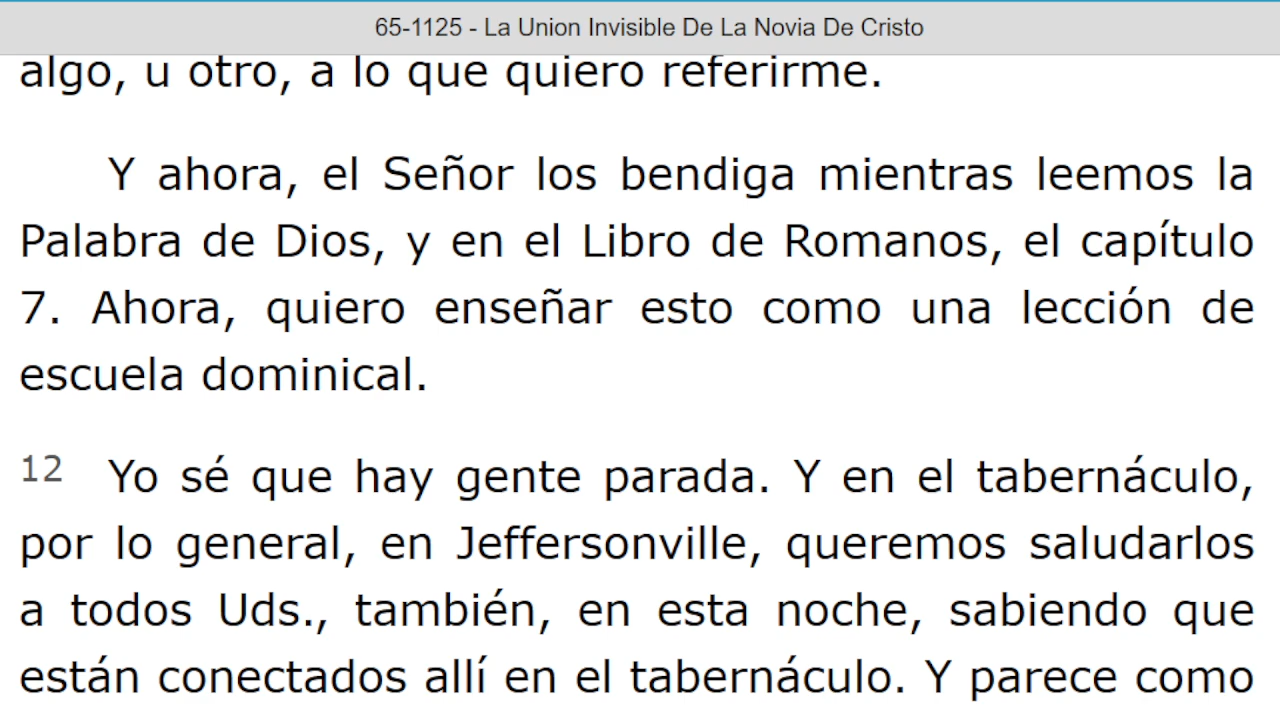 65-1125 - La Union Invisible De La Novia De Cristo
algo, u otro, a lo que quiero referirme.
Y ahora, el Señor los bendiga mientras leemos la
Palabra de Dios, y en el Libro de Romanos, el capítulo
7. Ahora, quiero enseñar esto como una lección de
escuela dominical.
12 Yo sé que hay gente parada. Y en el tabernáculo,
por lo general, en Jeffersonville, queremos saludarlos
a todos Uds., también, en esta noche, sabiendo que
están conectados allí en el tabernáculo. Y parece como